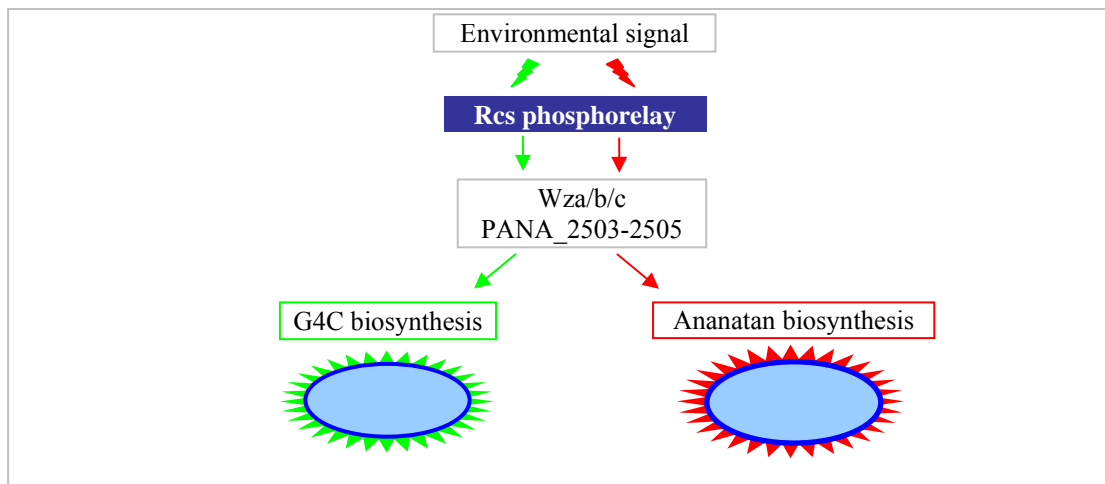 Environmental signal
Rcs phosphorelay
Wza/b/c
PANA_2503-2505
G4C biosynthesis
Ananatan biosynthesis